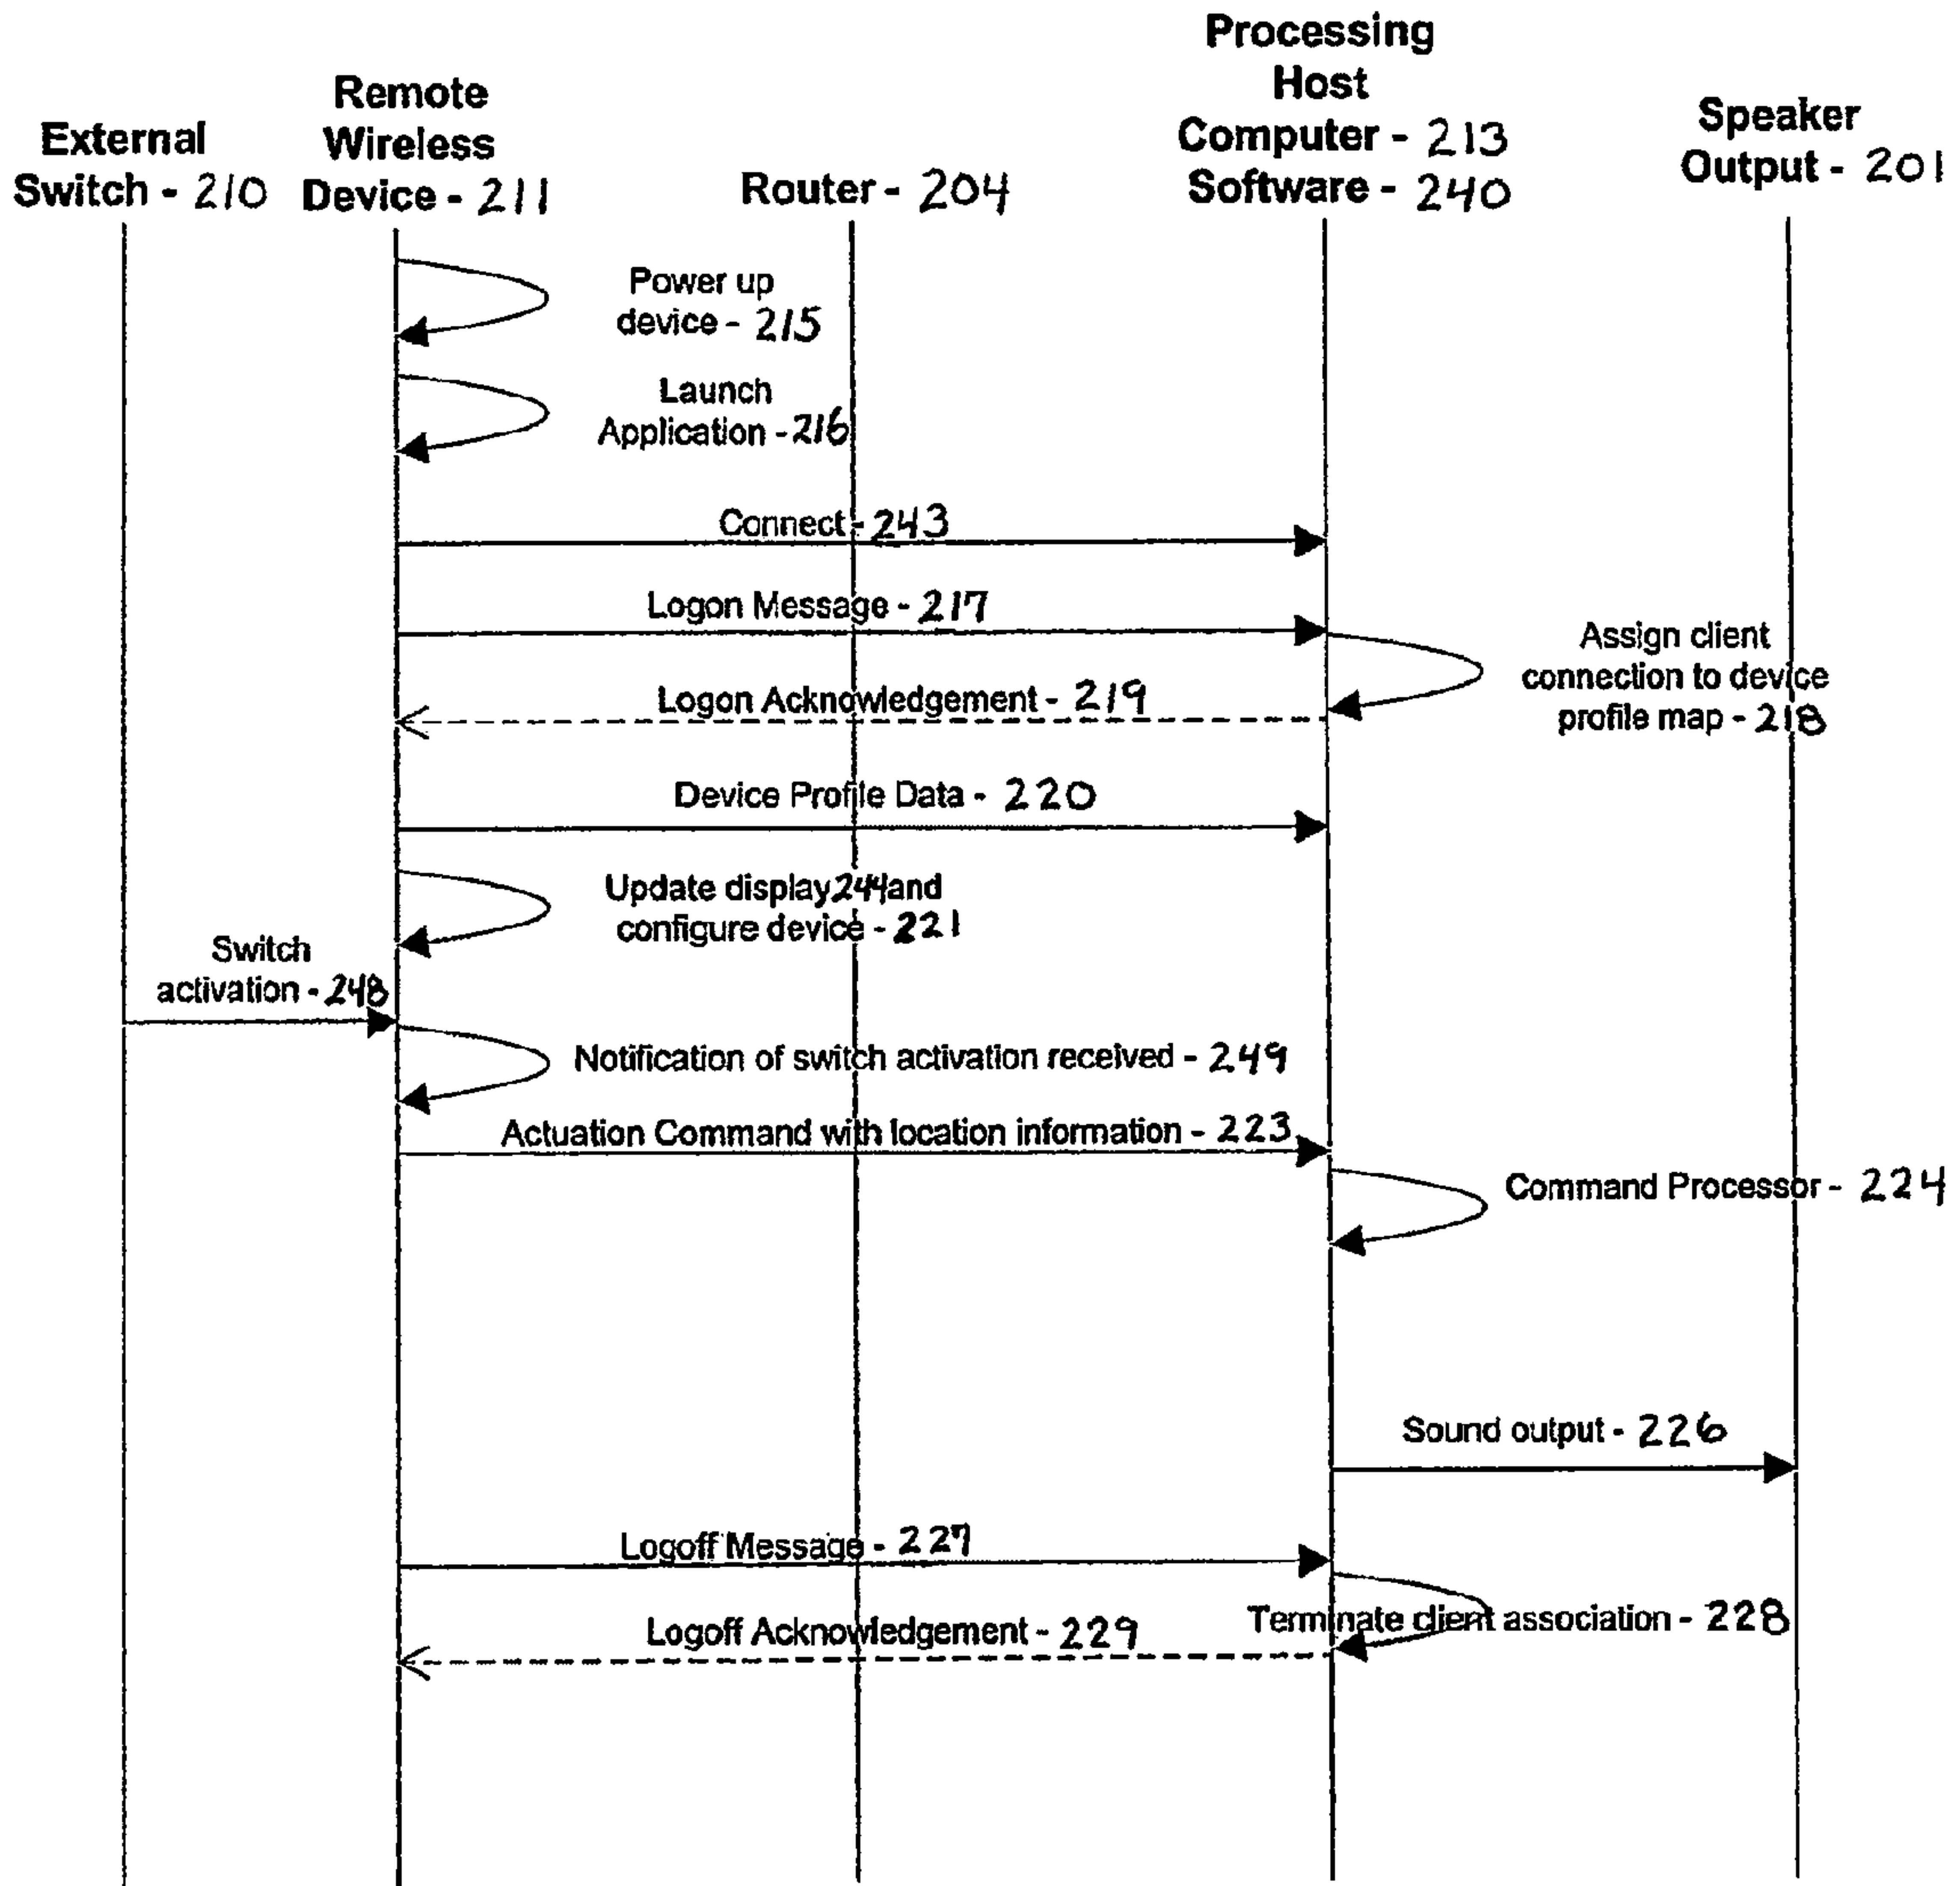 External
Switch - 210
Remote
Wireless
Device - 211
Router - 204
Processing
Host
Computer - 213
Software - 240
Speaker
Output - 201
Power up
device - 215
Launch
Application - 216
Connect - 243
Logon Message - 217
Assign client
connection to device
profile map - 218
Logon Acknowledgement - 219
Device Profile Data - 220
Update display 244 and
configure device - 221
Switch
activation - 248
Notification of switch activation received - 249
Actuation Command with location information - 223
Command Processor - 224
Sound output - 226
Logoff Message - 227
Terminate client association - 228
Logoff Acknowledgement - 229